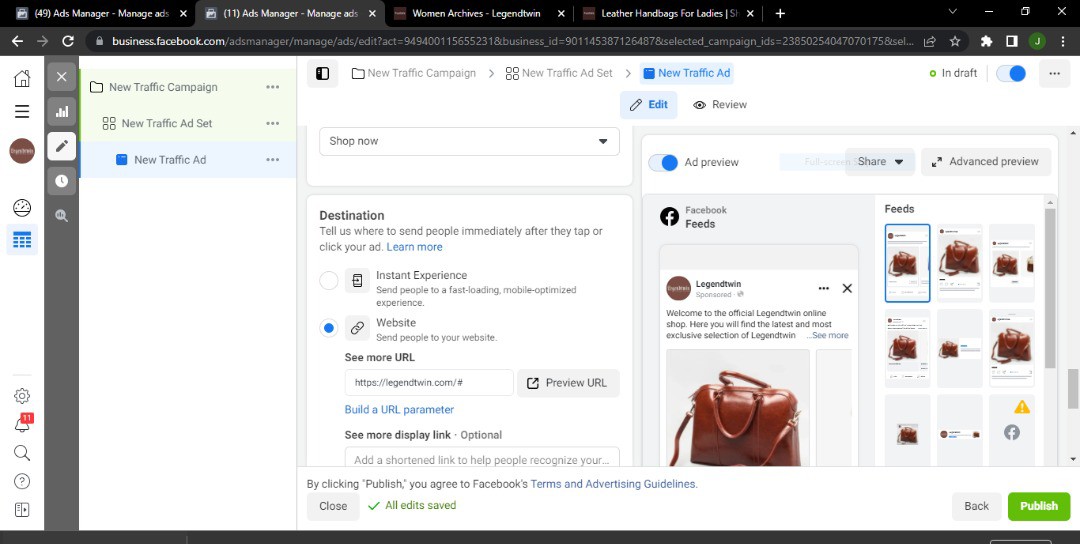 (49) Ads Manager - Manage ads
(11) Ads Manager - Manage ads
Women Archives - Legendtwin
Leather Handbags For Ladies | Sh
business.facebook.com/adsmanager/manage/ads/edit?act=949400115655231&business_id=901145387126487&selected_campaign_ids=23850254047070175&sel...
J
New Traffic Campaign
New Traffic Ad Set
New Traffic Ad
New Traffic Campaign
New Traffic Ad Set
New Traffic Ad
In draft
Edit
Review
Shop now
Ad preview
Share
Advanced preview
Destination
Tell us where to send people immediately after they tap or
click your ad. Learn more
Instant Experience
Send people to a fast-loading, mobile-optimized
experience.
Website
Send people to your website.
See more URL
https://legendtwin.com/#
Preview URL
Build a URL parameter
See more display link · Optional
Add a shortened link to help people recognize your...
Facebook
Feeds
Feeds
Legendtwin
Sponsored ·
Welcome to the official Legendtwin online
shop. Here you will find the latest and most
exclusive selection of Legendtwin ...See more
11
By clicking "Publish," you agree to Facebook's Terms and Advertising Guidelines.
Close
All edits saved
Back
Publish